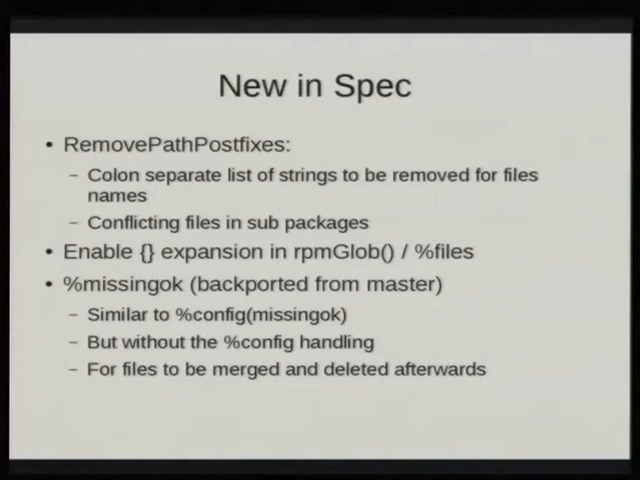 New in Spec
• RemovePathPostfixes:
– Colon separate list of strings to be removed for files
names
– Conflicting files in sub packages
• Enable {} expansion in rpmGlob() / %files
• %missingok (backported from master)
– Similar to %config(missingok)
– But without the %config handling
– For files to be merged and deleted afterwards